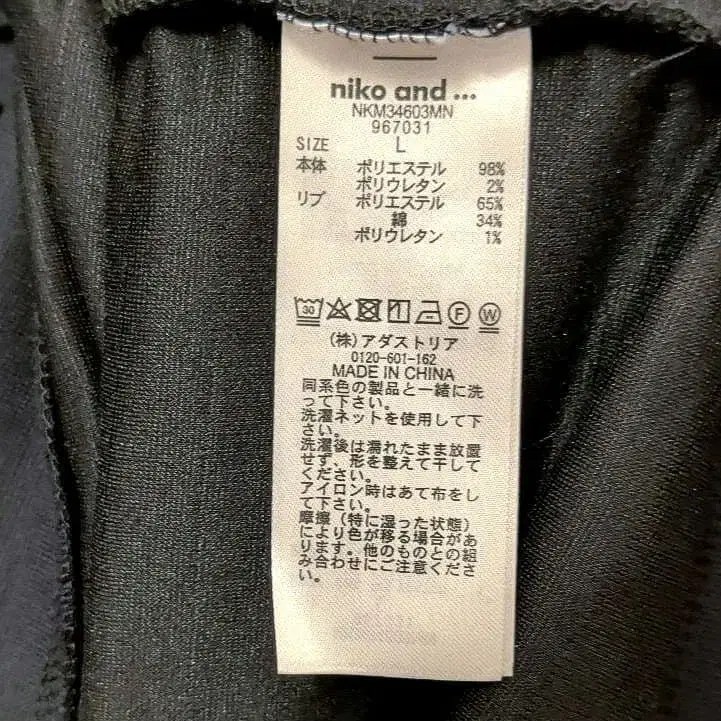 niko and ...
NKM34603MN
967031
SIZE L
本体 ポリエステル 98%
ポリウレタン 2%
リブ ポリエステル 65%
綿 34%
ポリウレタン 1%
30 F W
(株)アダストリア
0120-601-162
MADE IN CHINA
同系色の製品と一緒に洗
って下さい。
洗濯ネットを使用して下
さい。
洗濯後は濡れたまま放置
せず、形を整えて干して
ください。
アイロン時はあて布をし
て下さい。
摩擦(特に湿った状態)
により色が移る場合があ
ります。他のものとの組
み合わせにご注意くださ
い。